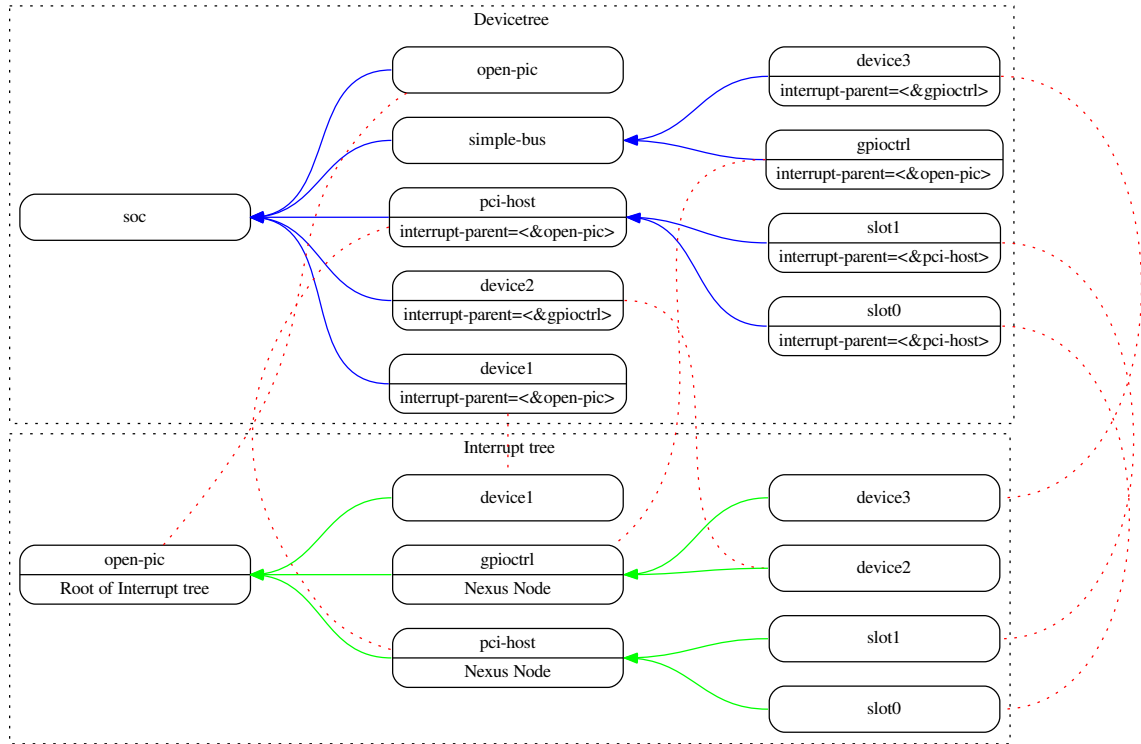 Devicetree
soc
open-pic
simple-bus
pci-host
interrupt-parent=<&open-pic>
device2
interrupt-parent=<&gpioctrl>
device1
interrupt-parent=<&open-pic>
device3
interrupt-parent=<&gpioctrl>
gpioctrl
interrupt-parent=<&open-pic>
slot1
interrupt-parent=<&pci-host>
slot0
interrupt-parent=<&pci-host>
Interrupt tree
open-pic
Root of Interrupt tree
device1
gpioctrl
Nexus Node
pci-host
Nexus Node
device3
device2
slot1
slot0